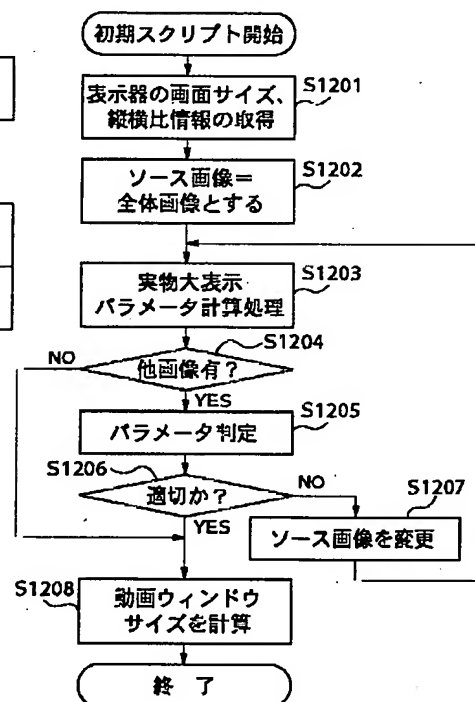 初期スクリプト開始
表示器の画面サイズ、
縦横比情報の取得
S1201
ソース画像=
全体画像とする
S1202
実物大表示
パラメータ計算処理
S1203
S1204
他画像有?
NO
YES
S1205
パラメータ判定
S1206
適切か?
NO
YES
S1207
ソース画像を変更
S1208
動画ウィンドウ
サイズを計算
終 了